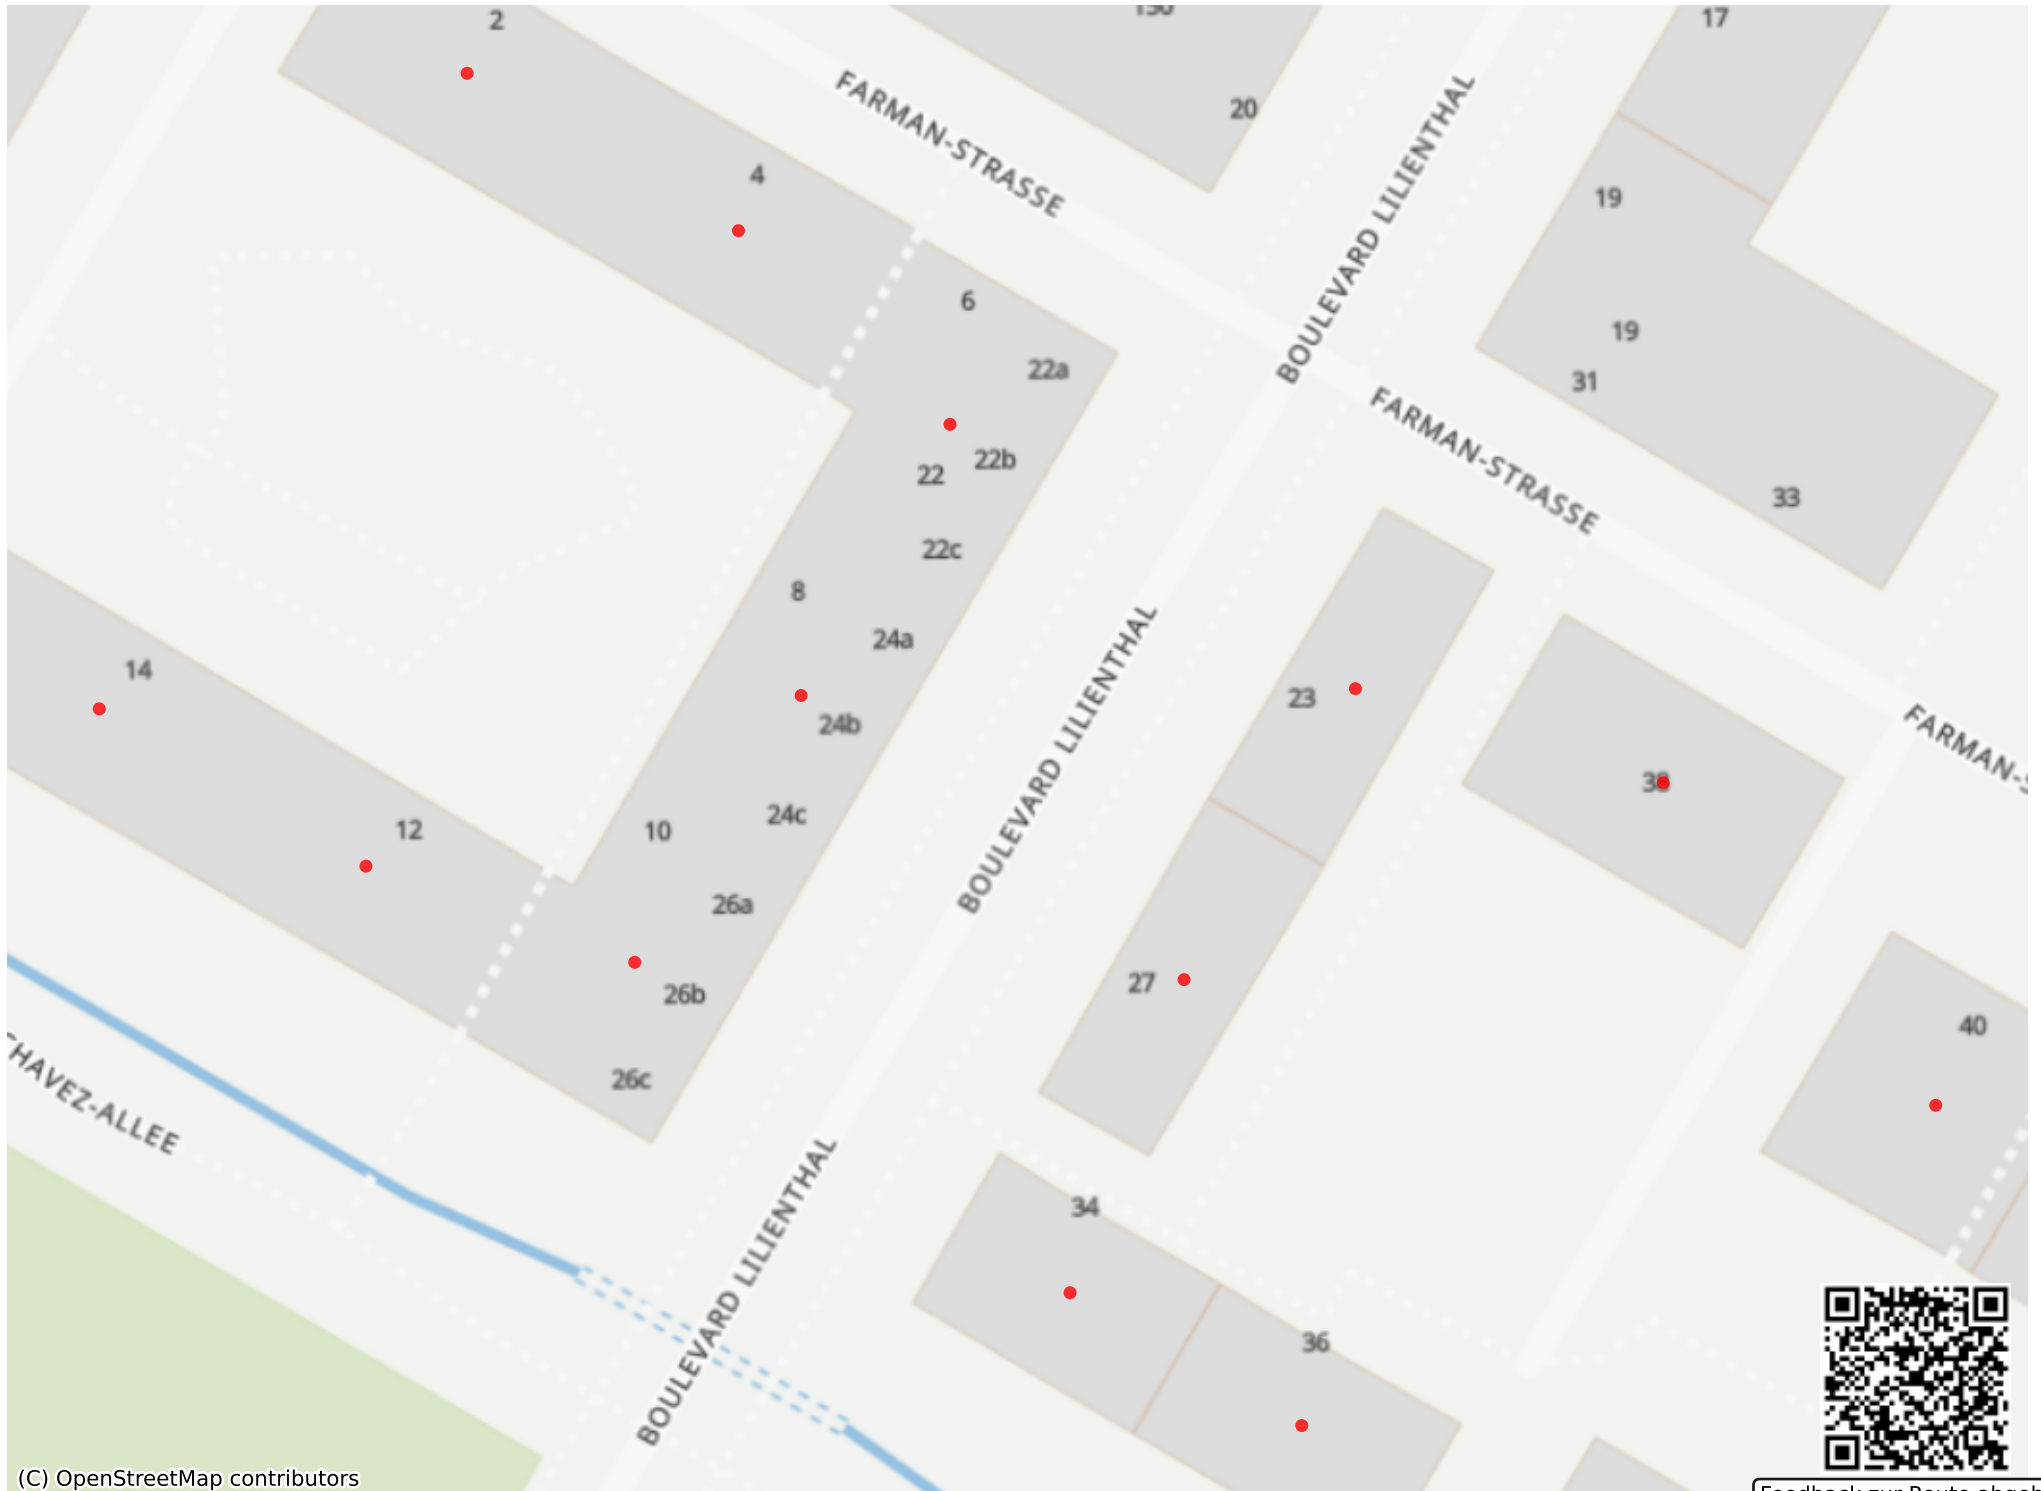 2
17
FARMAN-STRASSE
20
BOULEVARD LILIENTHAL
4
19
6
22a
19
31
FARMAN-STRASSE
22
22b
33
22c
8
24a
BOULEVARD LILIENTHAL
14
23
24b
FARMAN-S
38
12
10
24c
26a
27
26b
40
26c
CHAVEZ-ALLEE
34
BOULEVARD LILIENTHAL
36
(C) OpenStreetMap contributors